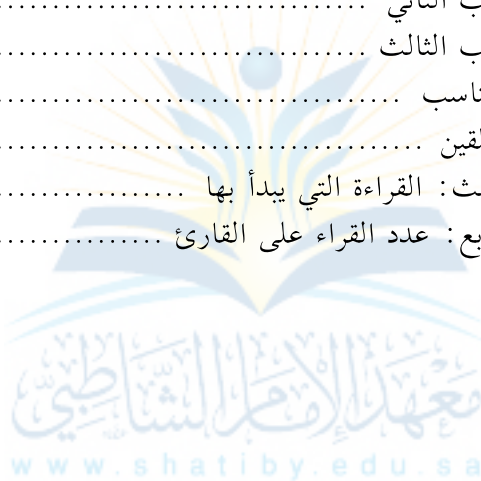 ب الثاني ..............................
ب الثالث ..............................
ناسب ..................................
لقين ...................................
لث: القراءة التي يبدأ بها ................
بع: عدد القراء على القارئ ...............
معهد الإمام الشاطبي
www.shatiby.edu.sa